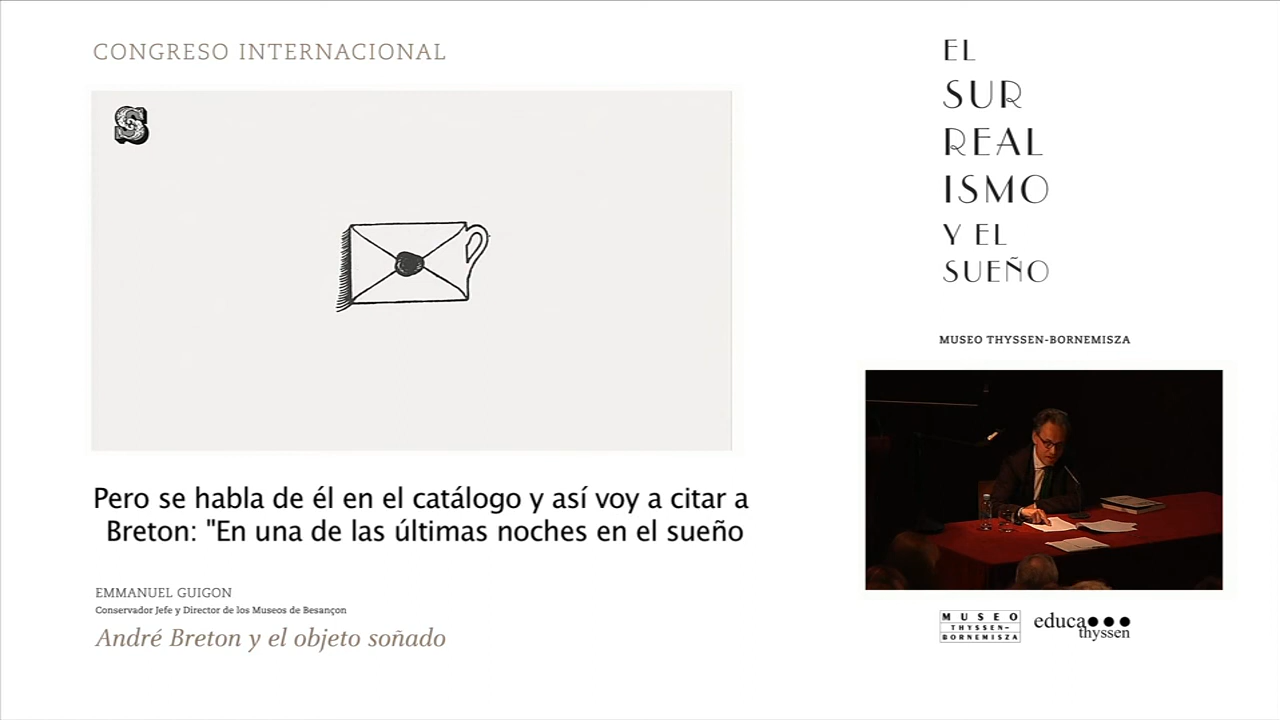 CONGRESO INTERNACIONAL
S
Pero se habla de él en el catálogo y así voy a citar a
Breton: "En una de las últimas noches en el sueño
EMMANUEL GUIGON
Conservador Jefe y Director de los Museos de Besançon
André Breton y el objeto soñado
EL
SUR
REAL
ISMO
Y EL
SUEÑO
MUSEO THYSSEN-BORNEMISZA
MUSEO
THYSSEN-
BORNEMISZA
educa
thyssen